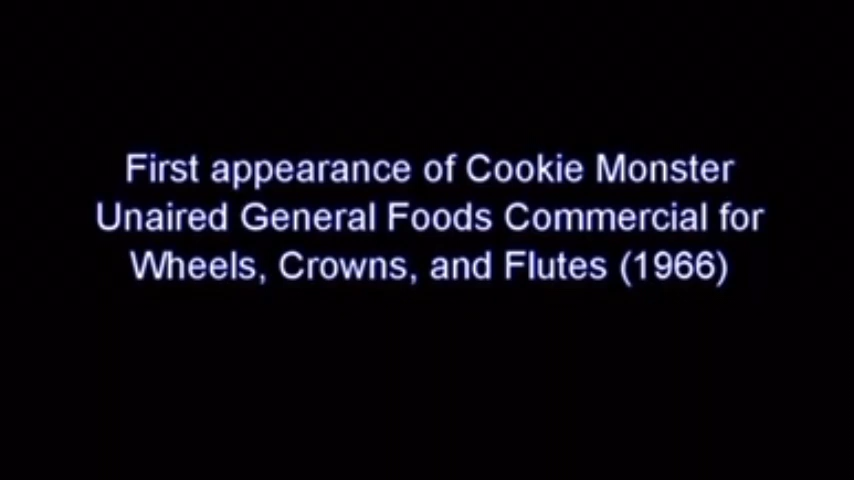 First appearance of Cookie Monster
Unaired General Foods Commercial for
Wheels, Crowns, and Flutes (1966)